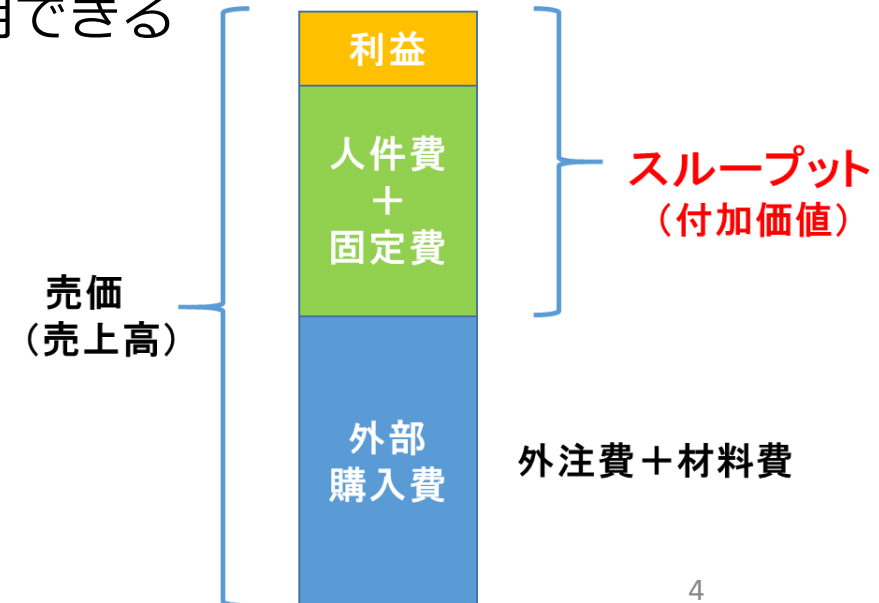 用できる
利益
人件費
＋
固定費
スループット
（付加価値）
売価
（売上高）
外部
購入費
外注費＋材料費
4